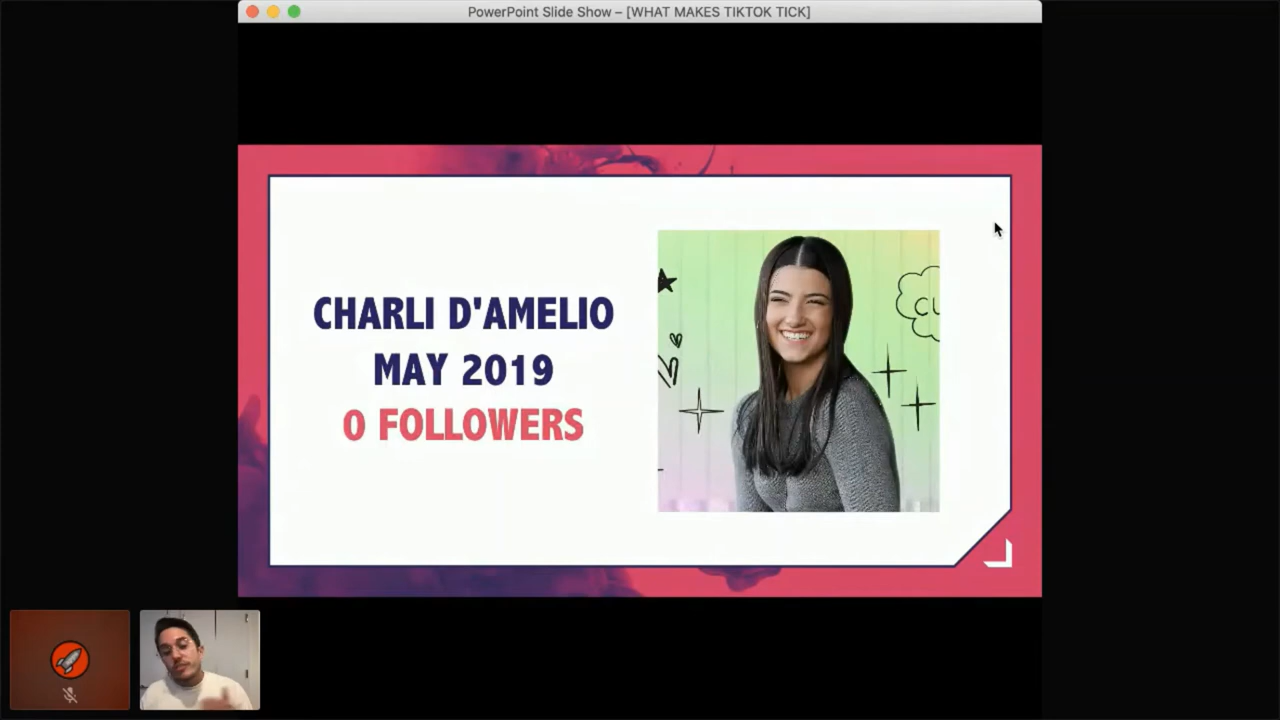 PowerPoint Slide Show – [WHAT MAKES TIKTOK TICK]
CHARLI D'AMELIO
MAY 2019
0 FOLLOWERS